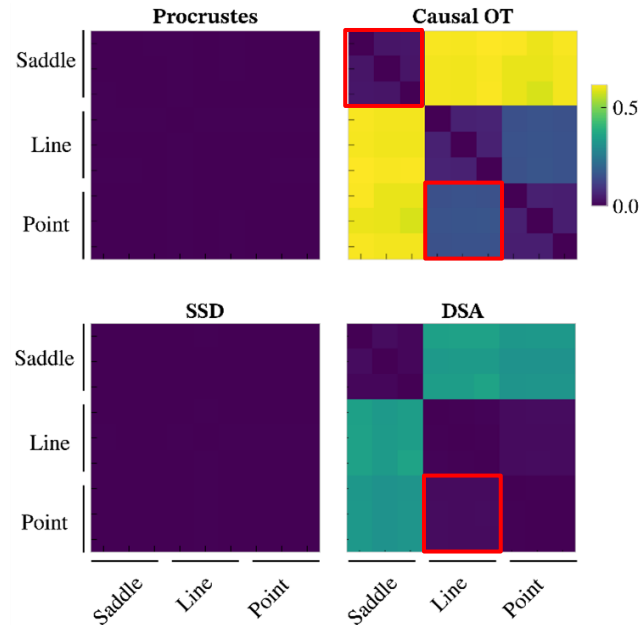 Procrustes
Causal OT
Saddle
Line
Point
0.5
0.0
SSD
DSA
Saddle
Line
Point
Saddle
Line
Point
Saddle
Line
Point